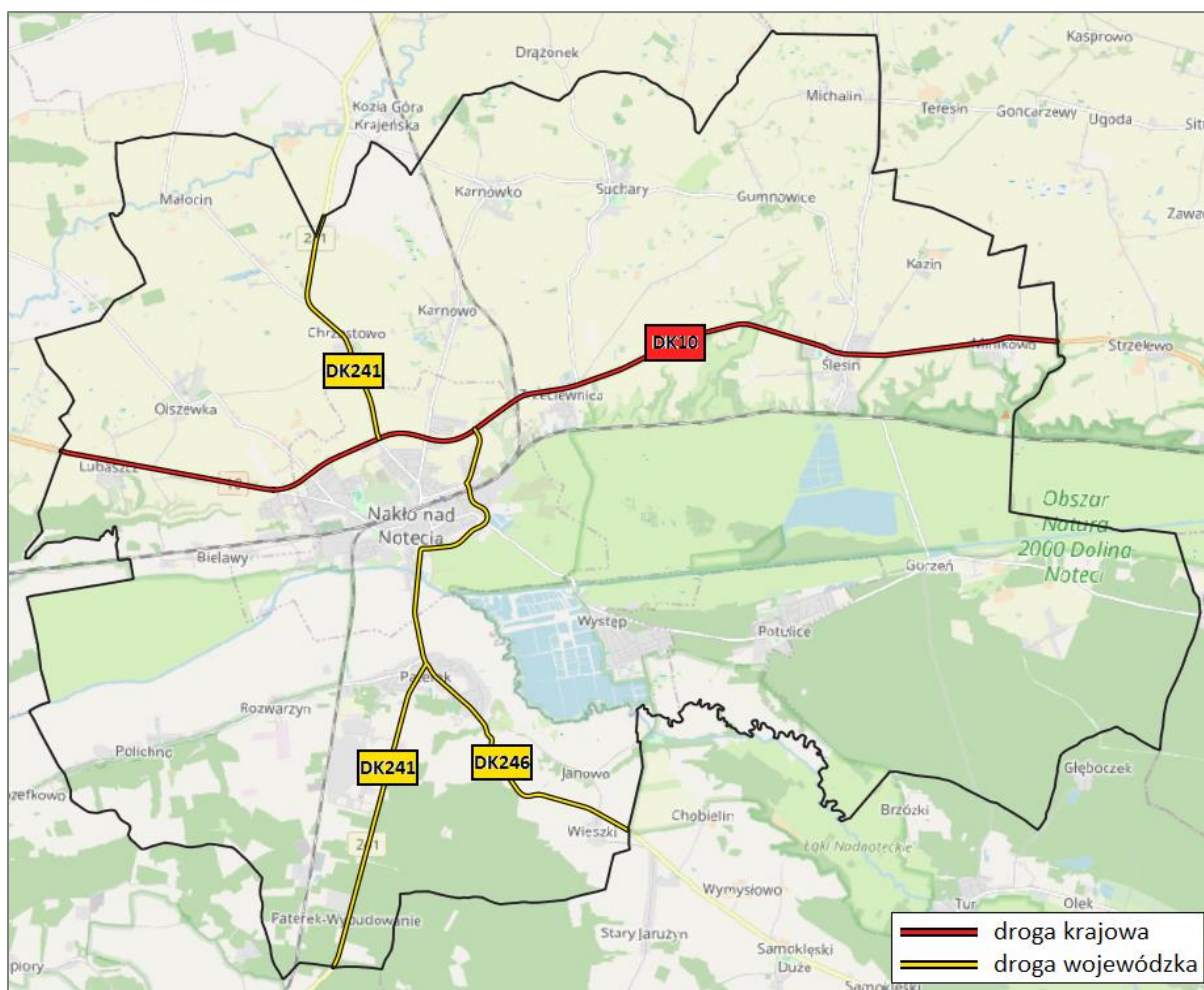 Kasprowo
Drążonek
Michalin
Teresin
Goncarzewy
Ugoda
Kozia Góra
Krajeńska
Karnówko
Suchary
Gumnowice
Małocin
Kazin
Karnowo
Chrząstowo
DK10
DK241
Minikowo
Strzelewo
Ślesin
Olszewka
Lubaszcz
Nakło nad
Notecią
Bielawy
Obszar
Natura
2000 Dolina
Noteci
Gorzeń
Występ
Potulice
Paterek
Rozwarzyn
Polichno
DK241
DK246
Janowo
Głęboczek
Wieszki
Chobielin
Brzózki
Łąki Nadnoteckie
Wymysłowo
Paterek-Wybudowanie
Tur
Olek
Stary Jarużyn
Samoklęski
Duże
droga krajowa
droga wojewódzka